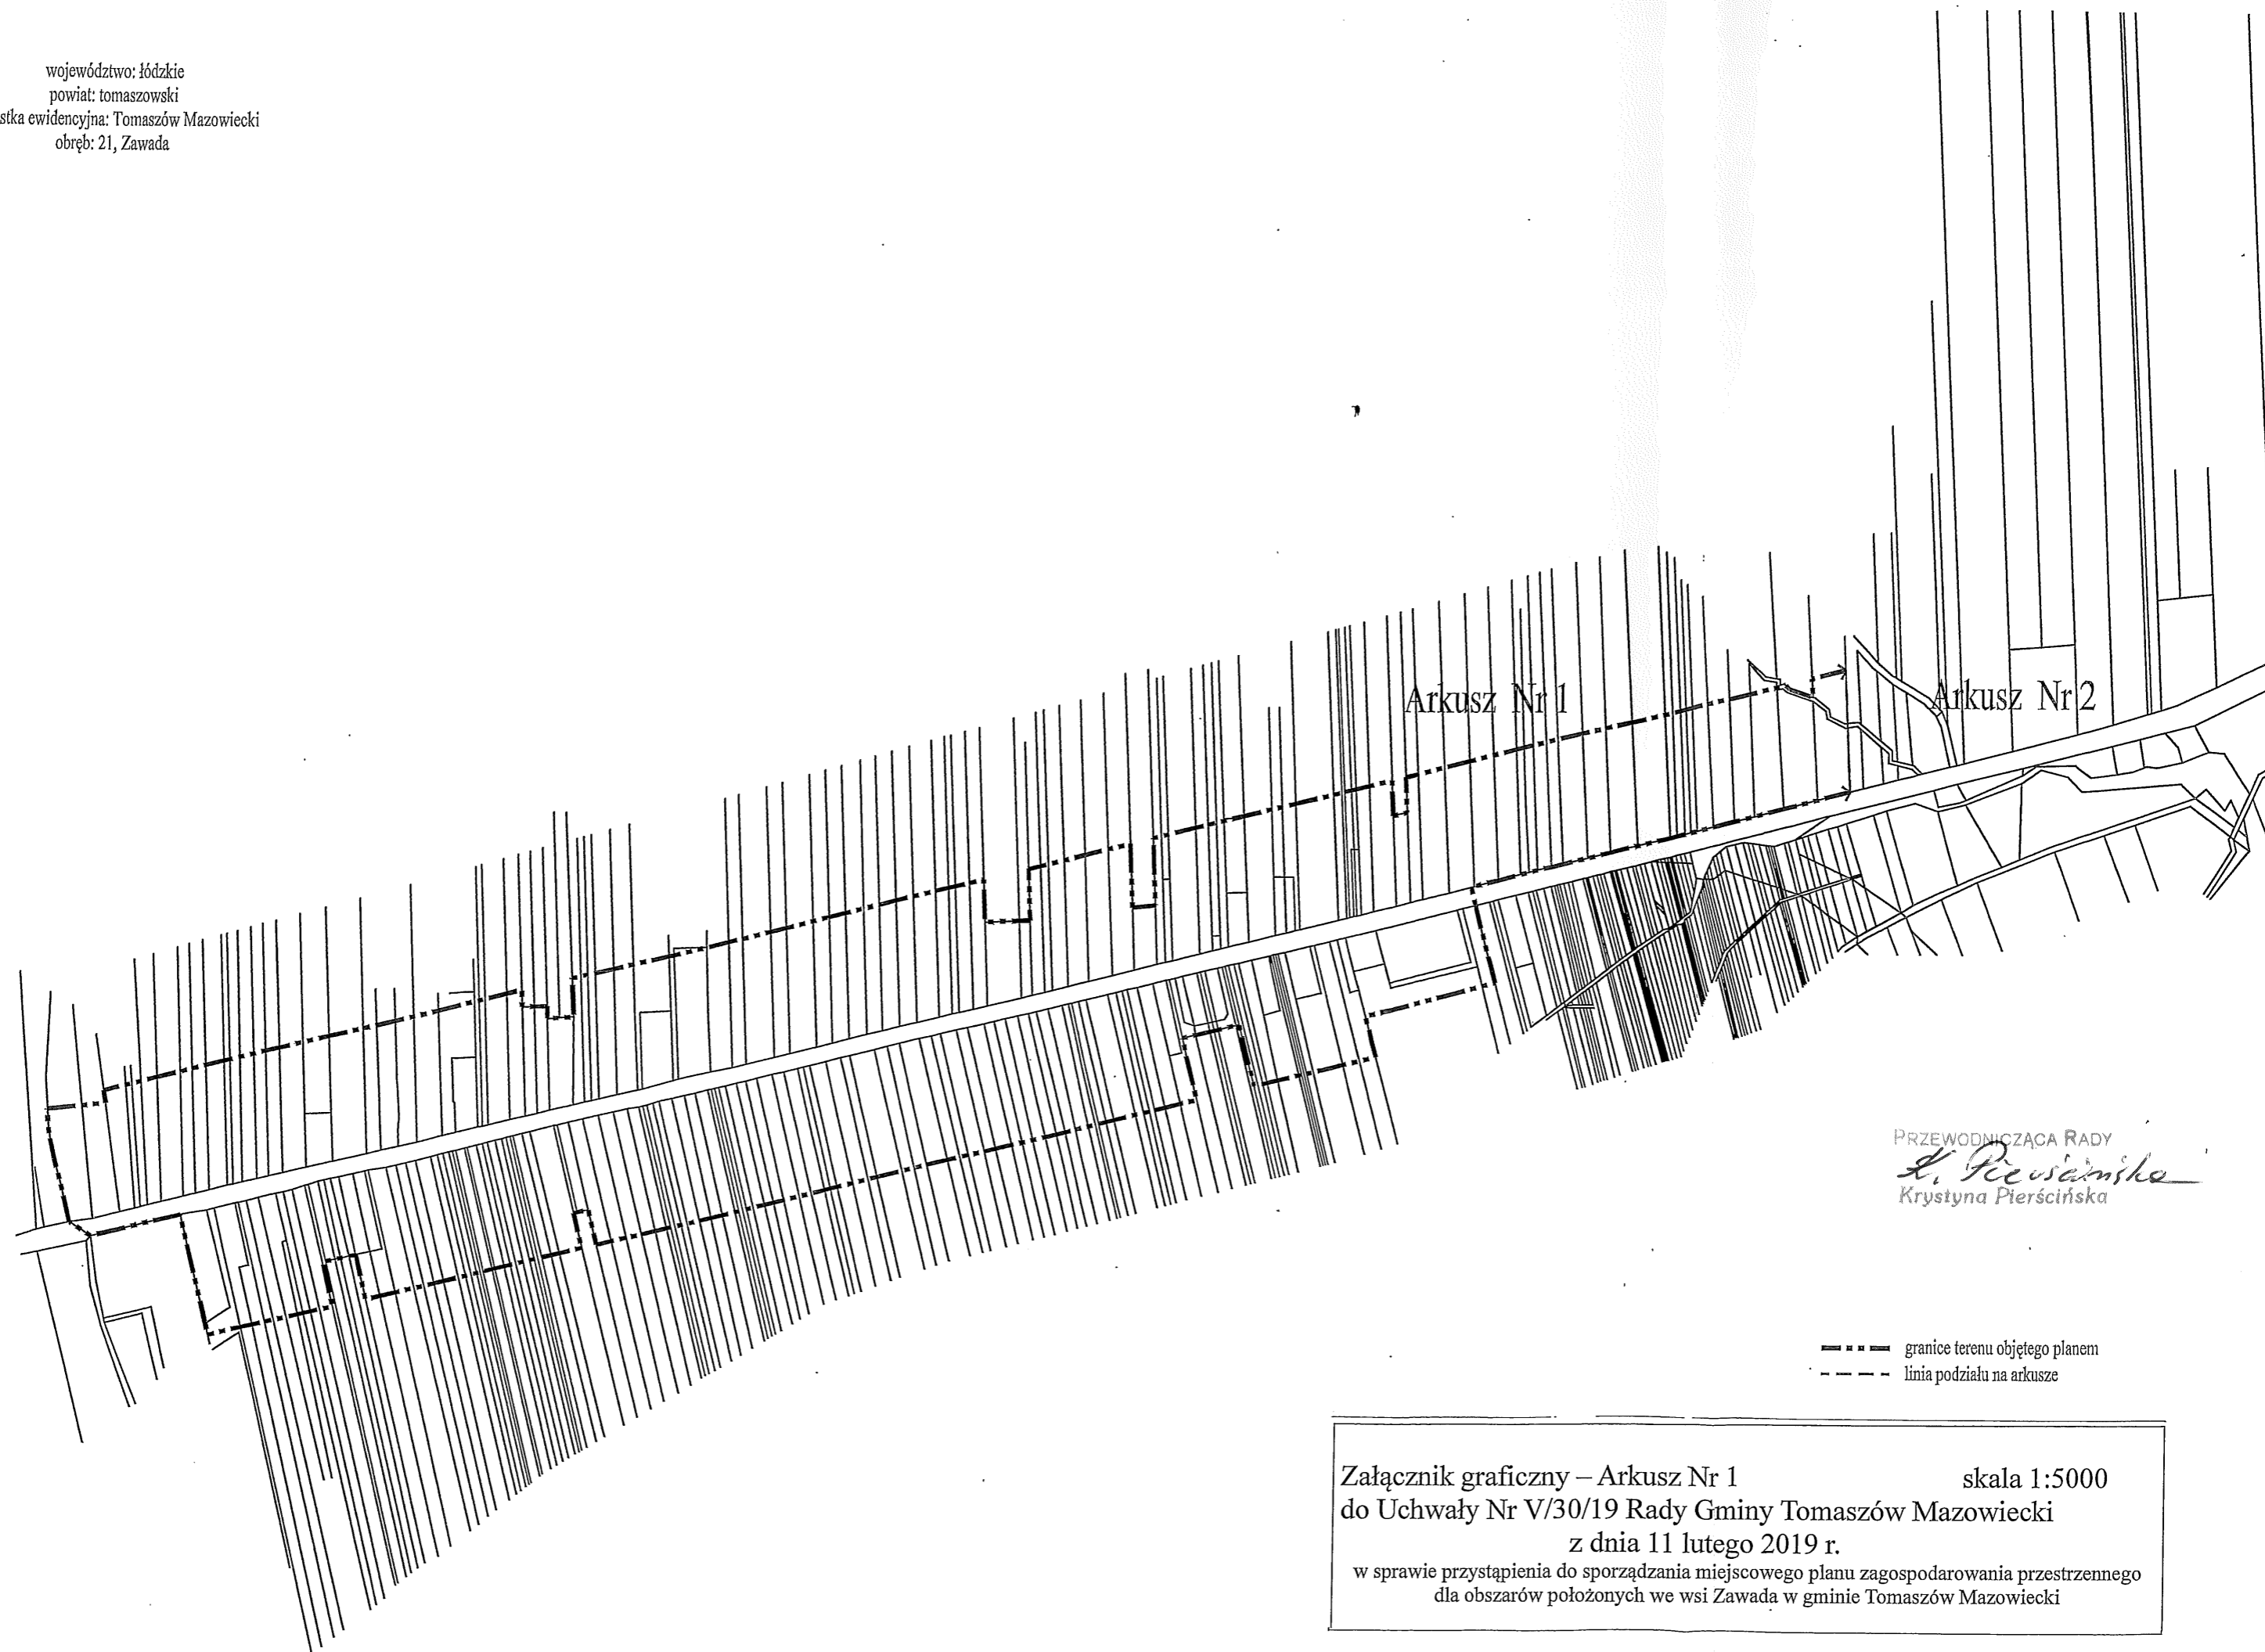 województwo: łódzkie
powiat: tomaszowski
stka ewidencyjna: Tomaszów Mazowiecki
obręb: 21, Zawada
Arkusz Nr 1
Arkusz Nr 2
PRZEWODNICZĄCA RADY
K. Pierścińska
Krystyna Pierścińska
granice terenu objętego planem
linia podziału na arkusze
Załącznik graficzny – Arkusz Nr 1 skala 1:5000
do Uchwały Nr V/30/19 Rady Gminy Tomaszów Mazowiecki
z dnia 11 lutego 2019 r.
w sprawie przystąpienia do sporządzania miejscowego planu zagospodarowania przestrzennego
dla obszarów położonych we wsi Zawada w gminie Tomaszów Mazowiecki